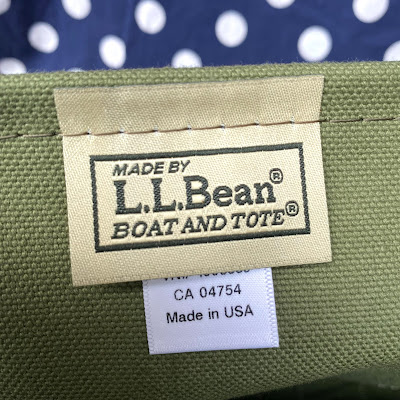 MADE BY
L.L.Bean®
BOAT AND TOTE®
CA 04754
Made in USA